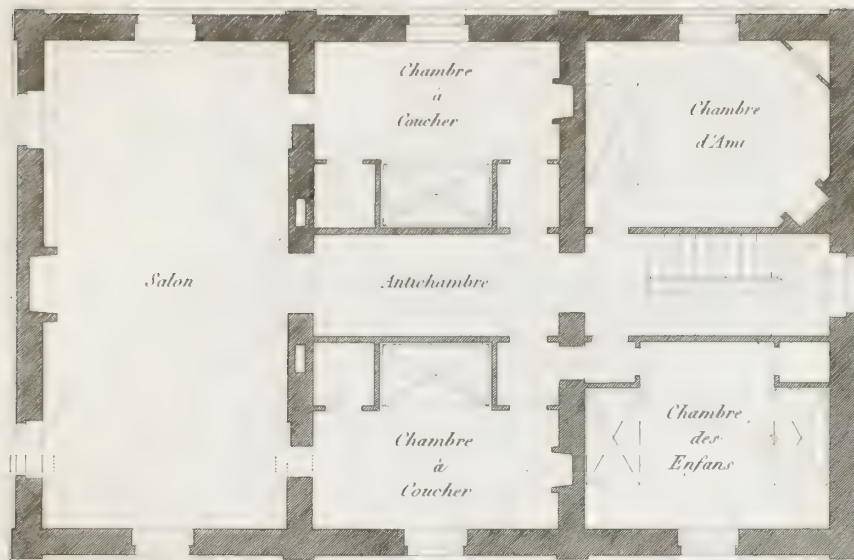 Chambre
à
Coucher
Chambre
d'Ami
Salon
Antichambre
Chambre
à
Coucher
Chambre
des
Enfans